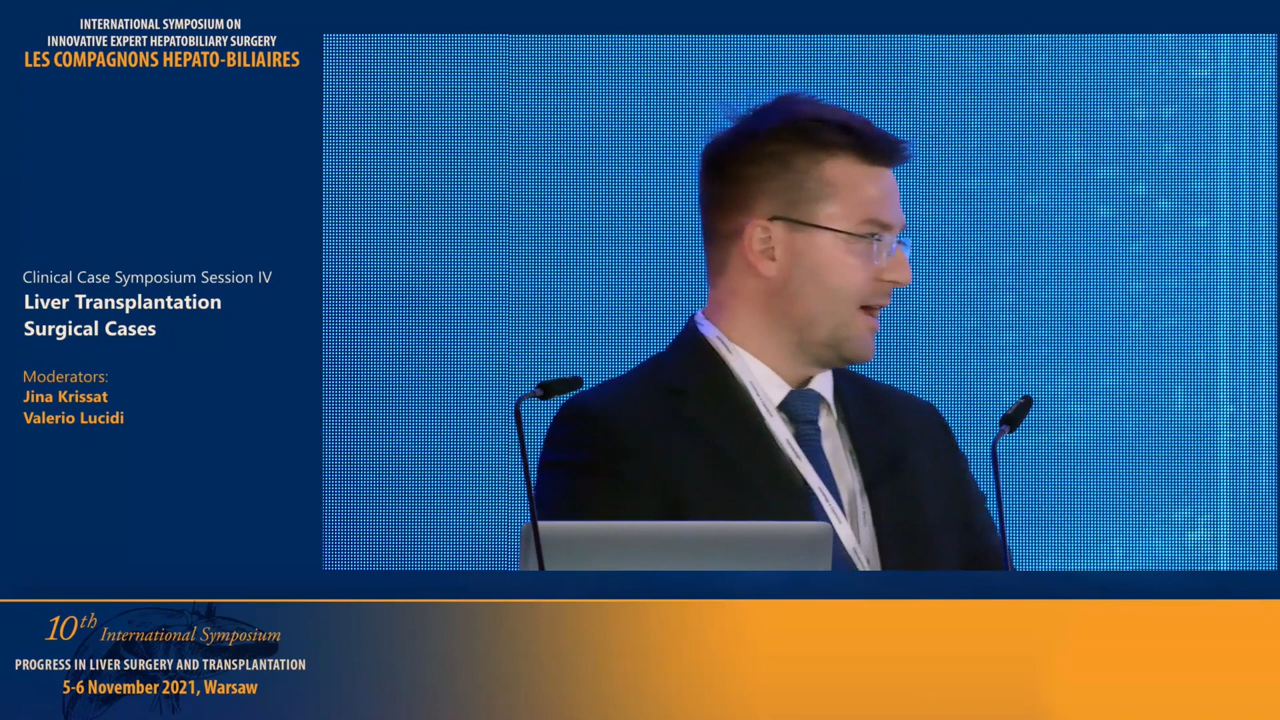 INTERNATIONAL SYMPOSIUM ON
INNOVATIVE EXPERT HEPATOBILIARY SURGERY
LES COMPAGNONS HEPATO-BILIAIRES
Clinical Case Symposium Session IV
Liver Transplantation
Surgical Cases
Moderators:
Jina Krissat
Valerio Lucidi
10th International Symposium
PROGRESS IN LIVER SURGERY AND TRANSPLANTATION
5-6 November 2021, Warsaw